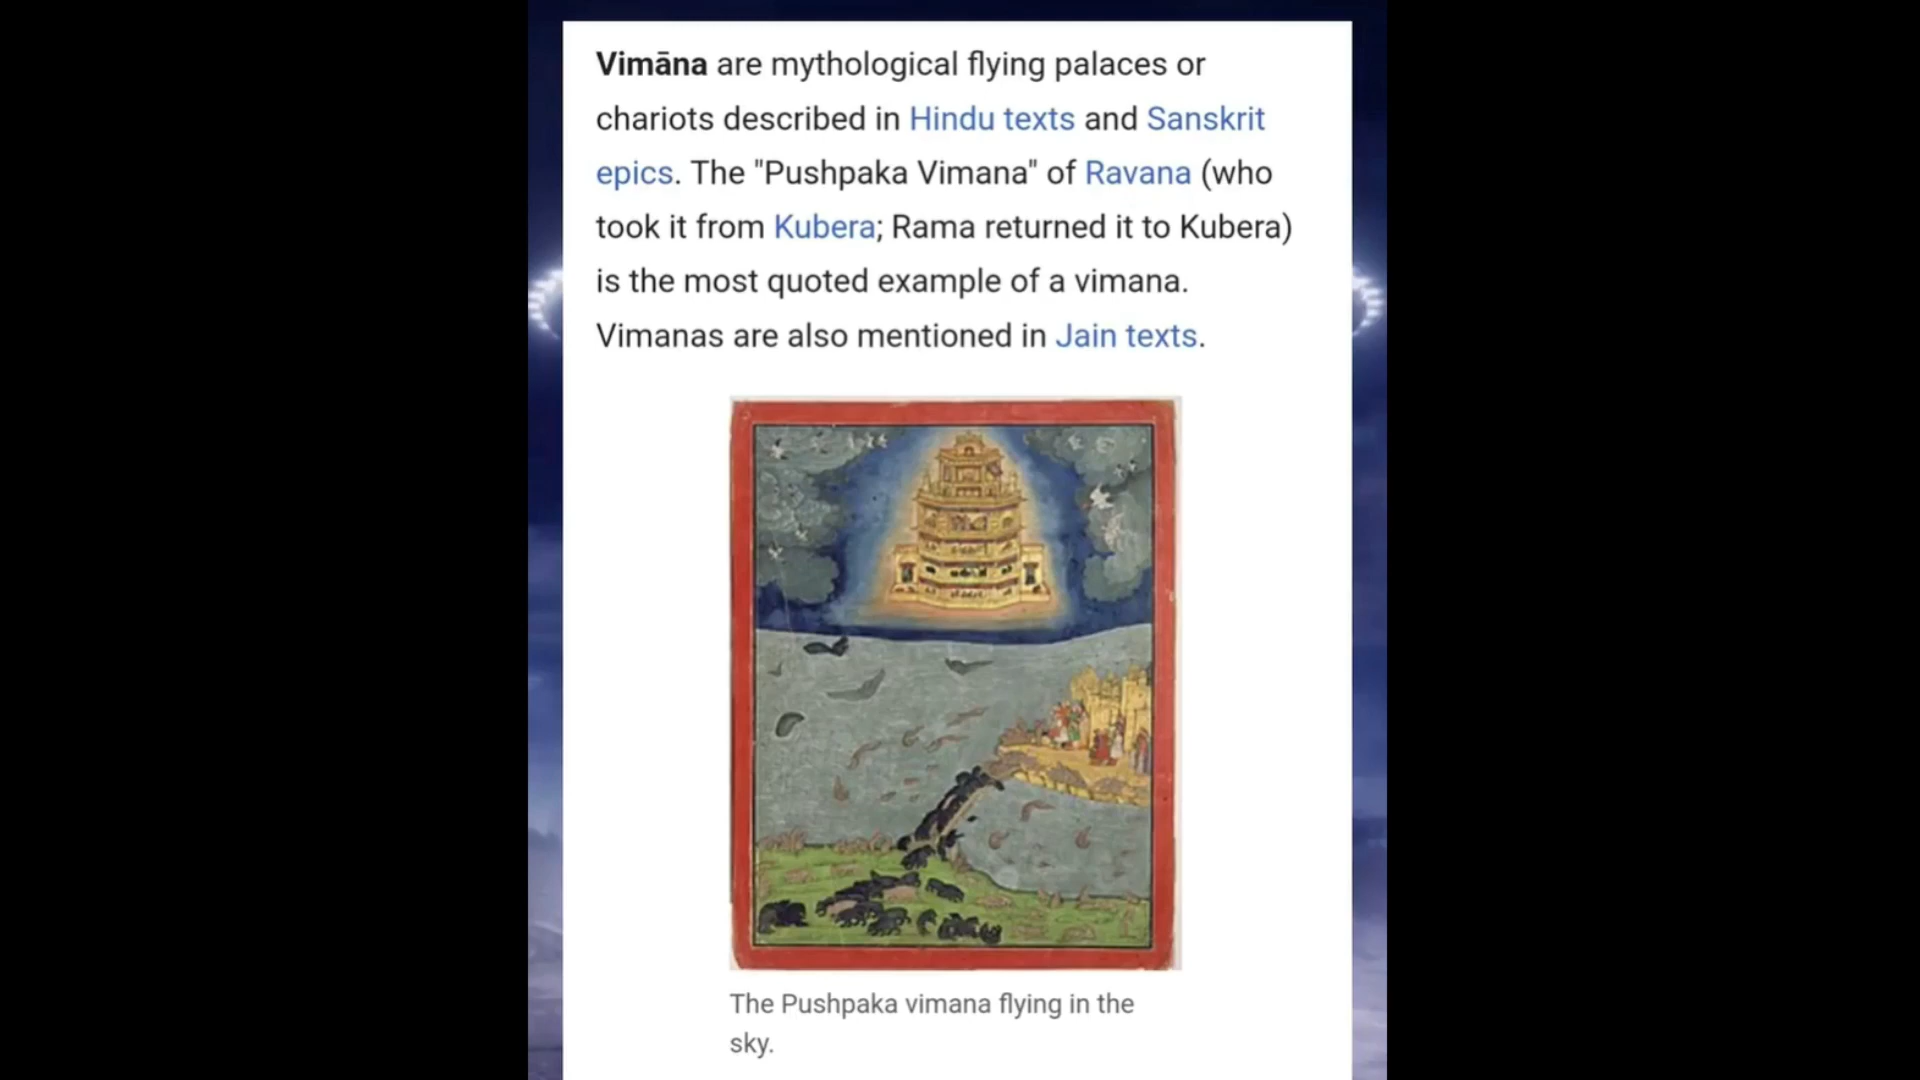 Vimāna are mythological flying palaces or
chariots described in Hindu texts and Sanskrit
epics. The "Pushpaka Vimana" of Ravana (who
took it from Kubera; Rama returned it to Kubera)
is the most quoted example of a vimana.
Vimanas are also mentioned in Jain texts.
The Pushpaka vimana flying in the
sky.